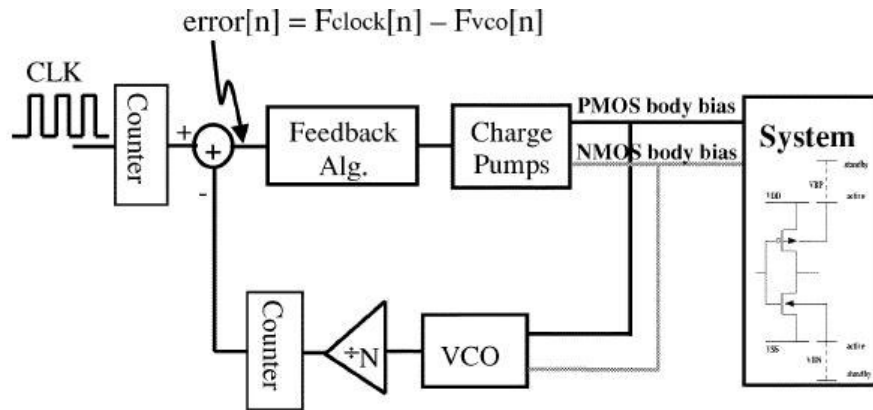 error[n] = Fclock[n] – Fvco[n]
CLK
Counter
+
+
-
Feedback
Alg.
Charge
Pumps
PMOS body bias
NMOS body bias
System
standby
VBP
VDD
active
VSS
active
VBN
standby
Counter
÷N
VCO